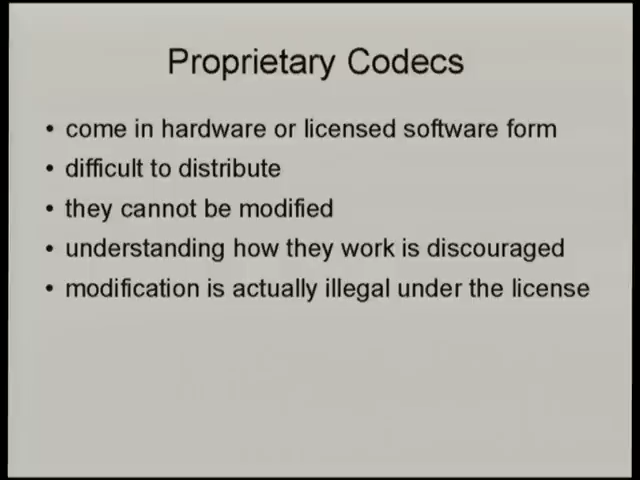 Proprietary Codecs
• come in hardware or licensed software form
• difficult to distribute
• they cannot be modified
• understanding how they work is discouraged
• modification is actually illegal under the license